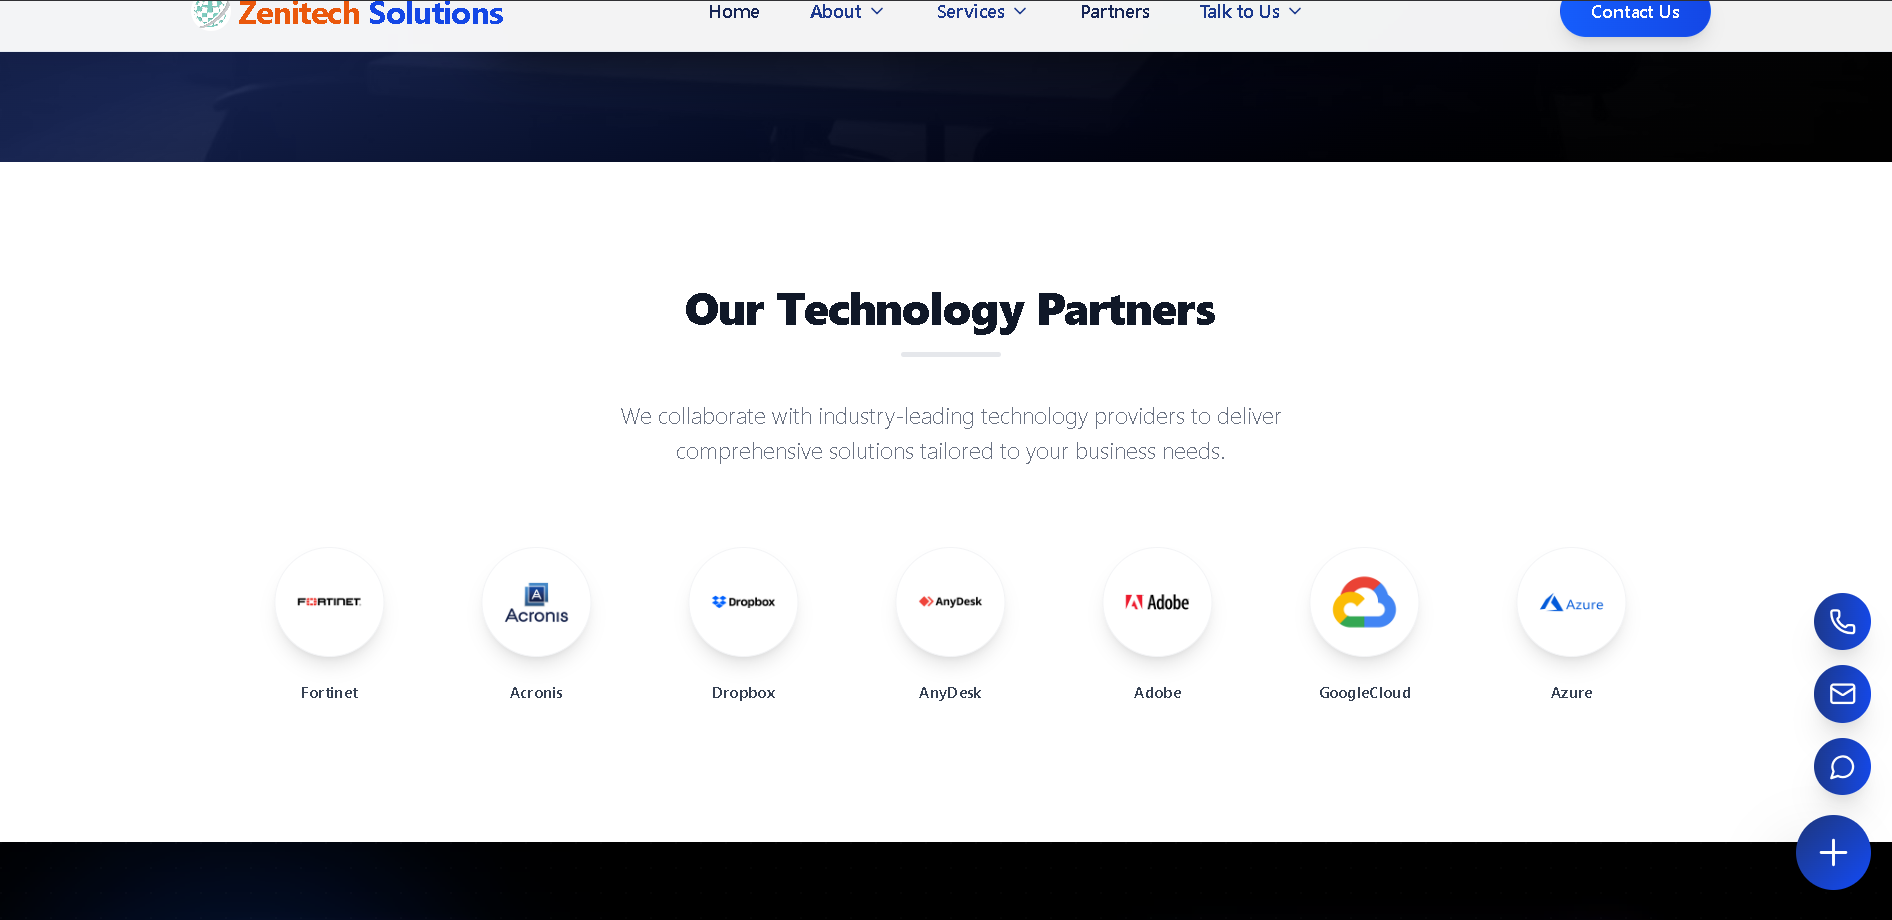 Zenitech Solutions
Home About Services Partners Talk to Us
Contact Us
Our Technology Partners
We collaborate with industry-leading technology providers to deliver
comprehensive solutions tailored to your business needs.
FORTINET
Acronis
Dropbox
AnyDesk
Adobe
Azure
Fortinet
Acronis
Dropbox
AnyDesk
Adobe
GoogleCloud
Azure